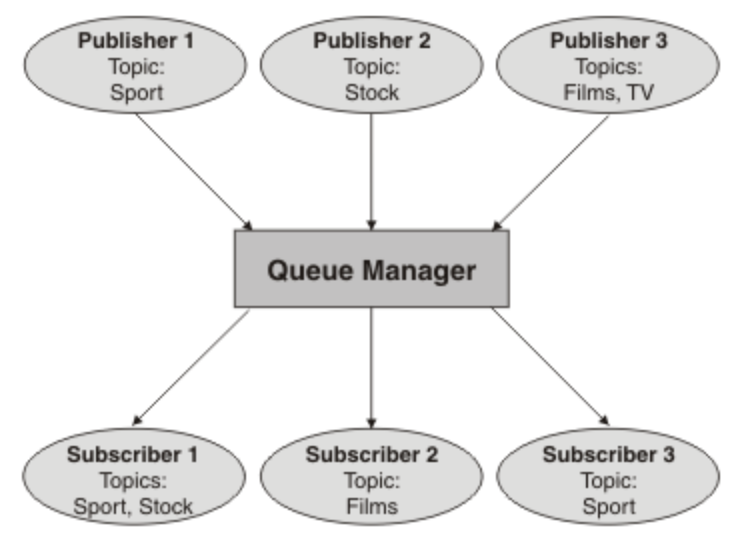 Publisher 1
Topic:
Sport
Publisher 2
Topic:
Stock
Publisher 3
Topics:
Films, TV
Queue Manager
Subscriber 1
Topics:
Sport, Stock
Subscriber 2
Topic:
Films
Subscriber 3
Topic:
Sport